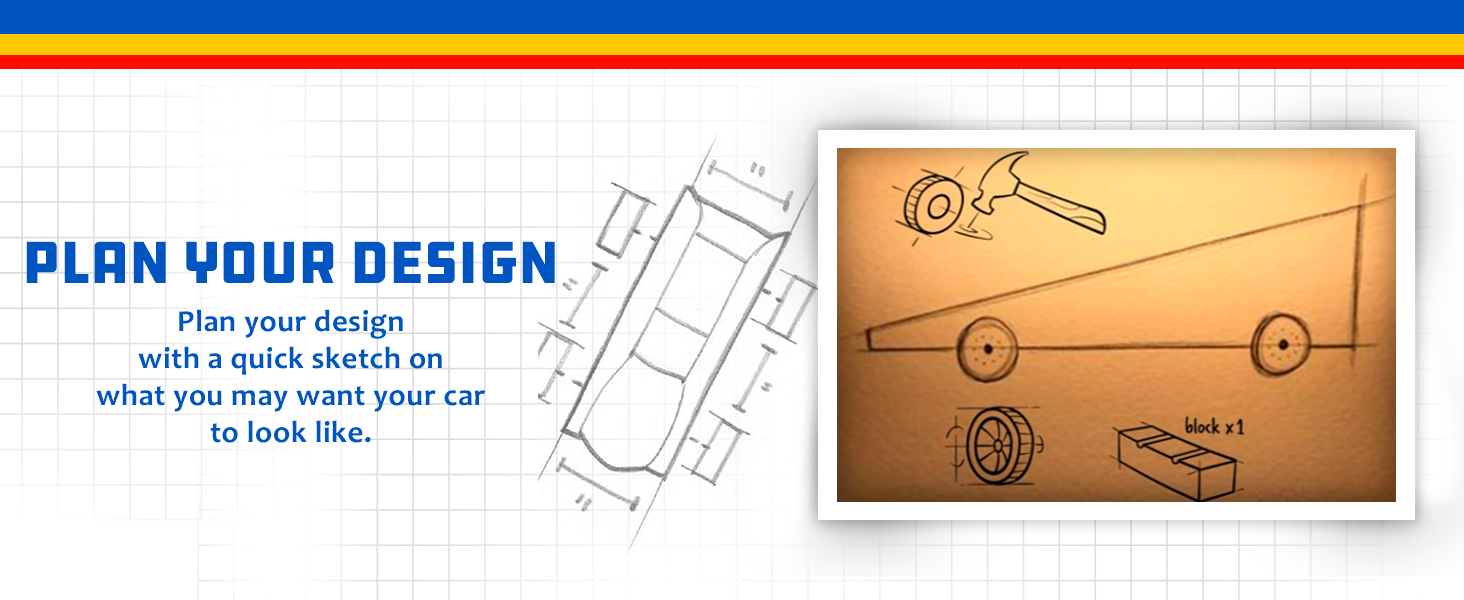 PLAN YOUR DESIGN
Plan your design
with a quick sketch on
what you may want your car
to look like.
block x1